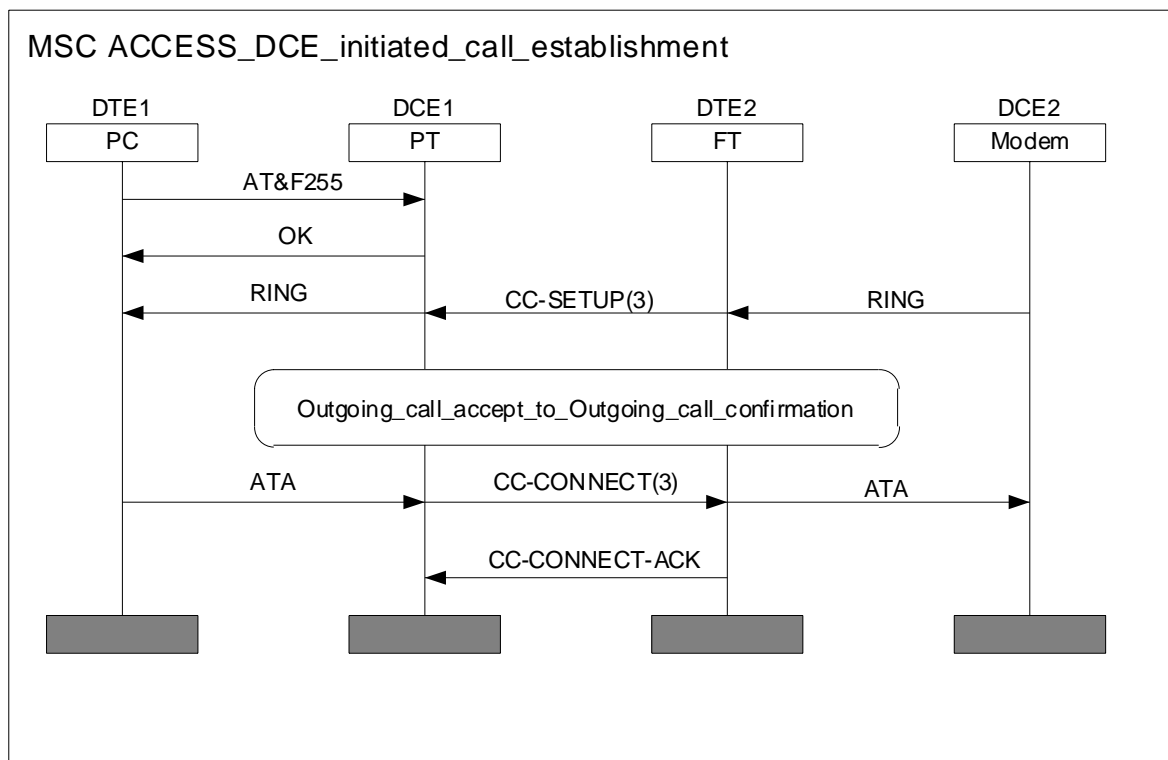 MSC ACCESS_DCE_initiated_call_establishment
DTE1 DCE1 DTE2 DCE2
PC PT FT Modem
AT&F255
OK
RING CC-SETUP(3) RING
Outgoing_call_accept_to_Outgoing_call_confirmation
ATA CC-CONNECT(3) ATA
CC-CONNECT-ACK